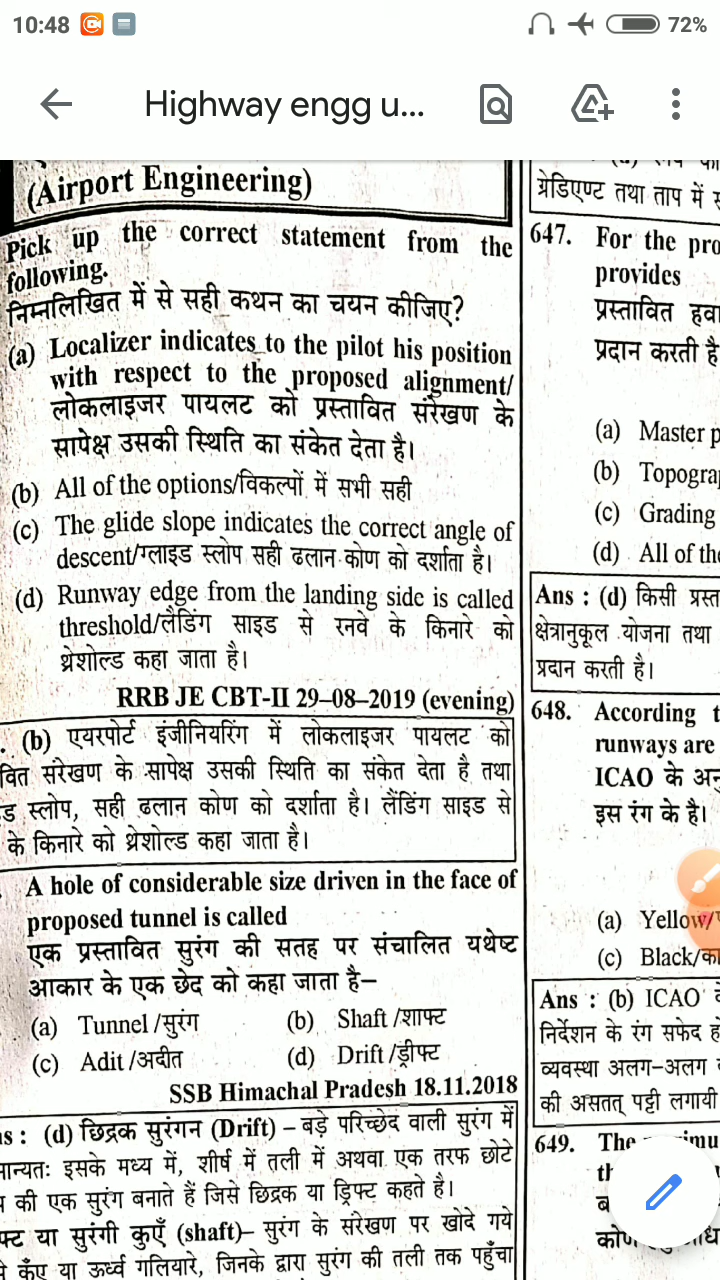 10:48
72%
Highway engg u...
(Airport Engineering)
Pick up the correct statement from the
following.
निम्नलिखित में से सही कथन का चयन कीजिए?
(a) Localizer indicates to the pilot his position
with respect to the proposed alignment/
लोकलाइजर पायलट को प्रस्तावित संरेखण के
सापेक्ष उसकी स्थिति का संकेत देता है।
(b) All of the options/विकल्पों में सभी सही
(c) The glide slope indicates the correct angle of
descent/ग्लाइड स्लोप सही ढलान कोण को दर्शाता है।
(d) Runway edge from the landing side is called
threshold/लैडिंग साइड से रनवे के किनारे को
थ्रेशोल्ड कहा जाता है।
RRB JE CBT-II 29-08-2019 (evening)
. (b) एयरपोर्ट इंजीनियरिंग में लोकलाइजर पायलट को
वित संरेखण के सापेक्ष उसकी स्थिति का संकेत देता है तथा
ड स्लोप, सही ढलान कोण को दर्शाता है। लैंडिंग साइड से
के किनारे को थ्रेशोल्ड कहा जाता है।
A hole of considerable size driven in the face of
proposed tunnel is called
एक प्रस्तावित सुरंग की सतह पर संचालित यथेष्ट
आकार के एक छेद को कहा जाता है–
(a) Tunnel /सुरंग (b) Shaft /शाफ्ट
(c) Adit /अदीत (d) Drift /ड्रीफ्ट
SSB Himachal Pradesh 18.11.2018
s : (d) छिद्रक सुरंगन (Drift) – बड़े परिच्छेद वाली सुरंग में
मान्यतः इसके मध्य में, शीर्ष में तली में अथवा एक तरफ छोटे
की एक सुरंग बनाते हैं जिसे छिद्रक या ड्रिफ्ट कहते है।
फ्ट या सुरंगी कुएँ (shaft)– सुरंग के संरेखण पर खोदे गये
कुँए या ऊर्ध्व गलियारे, जिनके द्वारा सुरंग की तली तक पहुँचा
ग्रेडिएण्ट तथा ताप में
647. For the pro
provides
प्रस्तावित हवा
प्रदान करती है
(a) Master p
(b) Topogra
(c) Grading
(d) All of the
Ans : (d) किसी प्रस्त
क्षेत्रानुकूल योजना तथा
प्रदान करती है।
648. According t
runways are
ICAO के अनु
इस रंग के है।
(a) Yellow/
(c) Black/का
Ans : (b) ICAO
निर्देशन के रंग सफेद ह
व्यवस्था अलग-अलग
की असतत् पट्टी लगायी
649. The